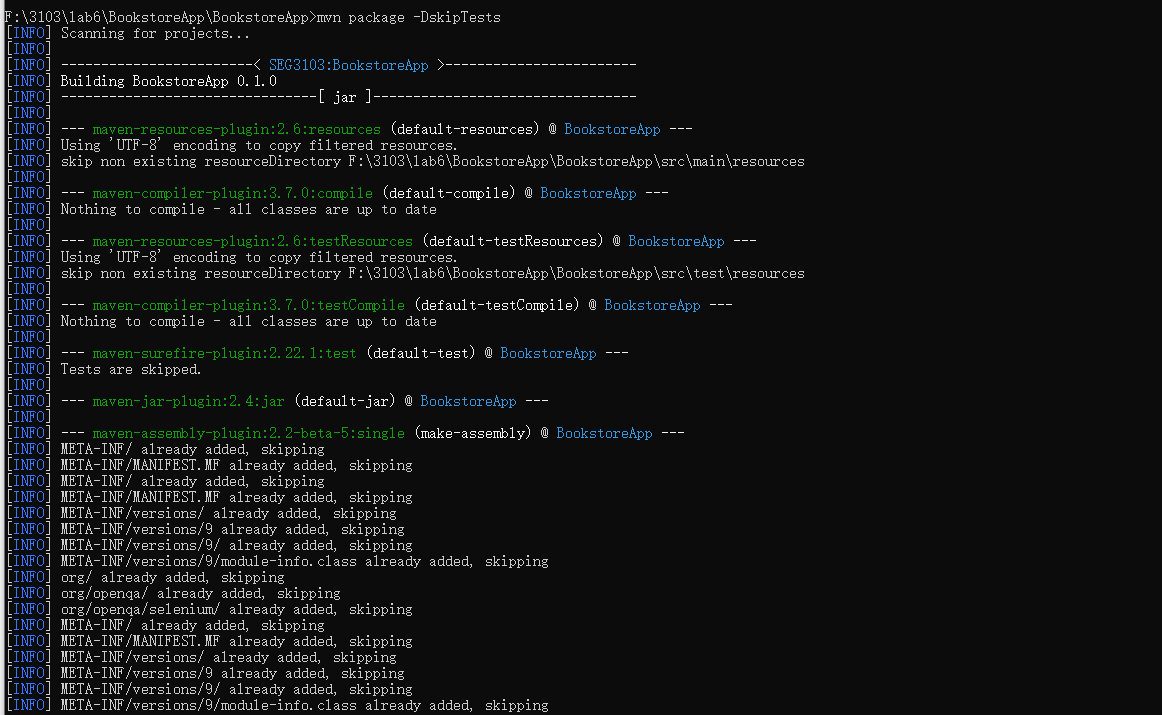 F:\3103\lab6\BookstoreApp\BookstoreApp>mvn package -DskipTests
[INFO] Scanning for projects...
[INFO]
[INFO] ------------------------< SEG3103:BookstoreApp >------------------------
[INFO] Building BookstoreApp 0.1.0
[INFO] --------------------------------[ jar ]---------------------------------
[INFO]
[INFO] --- maven-resources-plugin:2.6:resources (default-resources) @ BookstoreApp ---
[INFO] Using 'UTF-8' encoding to copy filtered resources.
[INFO] skip non existing resourceDirectory F:\3103\lab6\BookstoreApp\BookstoreApp\src\main\resources
[INFO]
[INFO] --- maven-compiler-plugin:3.7.0:compile (default-compile) @ BookstoreApp ---
[INFO] Nothing to compile - all classes are up to date
[INFO]
[INFO] --- maven-resources-plugin:2.6:testResources (default-testResources) @ BookstoreApp ---
[INFO] Using 'UTF-8' encoding to copy filtered resources.
[INFO] skip non existing resourceDirectory F:\3103\lab6\BookstoreApp\BookstoreApp\src\test\resources
[INFO]
[INFO] --- maven-compiler-plugin:3.7.0:testCompile (default-testCompile) @ BookstoreApp ---
[INFO] Nothing to compile - all classes are up to date
[INFO]
[INFO] --- maven-surefire-plugin:2.22.1:test (default-test) @ BookstoreApp ---
[INFO] Tests are skipped.
[INFO]
[INFO] --- maven-jar-plugin:2.4:jar (default-jar) @ BookstoreApp ---
[INFO]
[INFO] --- maven-assembly-plugin:2.2-beta-5:single (make-assembly) @ BookstoreApp ---
[INFO] META-INF/ already added, skipping
[INFO] META-INF/MANIFEST.MF already added, skipping
[INFO] META-INF/ already added, skipping
[INFO] META-INF/MANIFEST.MF already added, skipping
[INFO] META-INF/versions/ already added, skipping
[INFO] META-INF/versions/9 already added, skipping
[INFO] META-INF/versions/9/ already added, skipping
[INFO] META-INF/versions/9/module-info.class already added, skipping
[INFO] org/ already added, skipping
[INFO] org/openqa/ already added, skipping
[INFO] org/openqa/selenium/ already added, skipping
[INFO] META-INF/ already added, skipping
[INFO] META-INF/MANIFEST.MF already added, skipping
[INFO] META-INF/versions/ already added, skipping
[INFO] META-INF/versions/9 already added, skipping
[INFO] META-INF/versions/9/ already added, skipping
[INFO] META-INF/versions/9/module-info.class already added, skipping